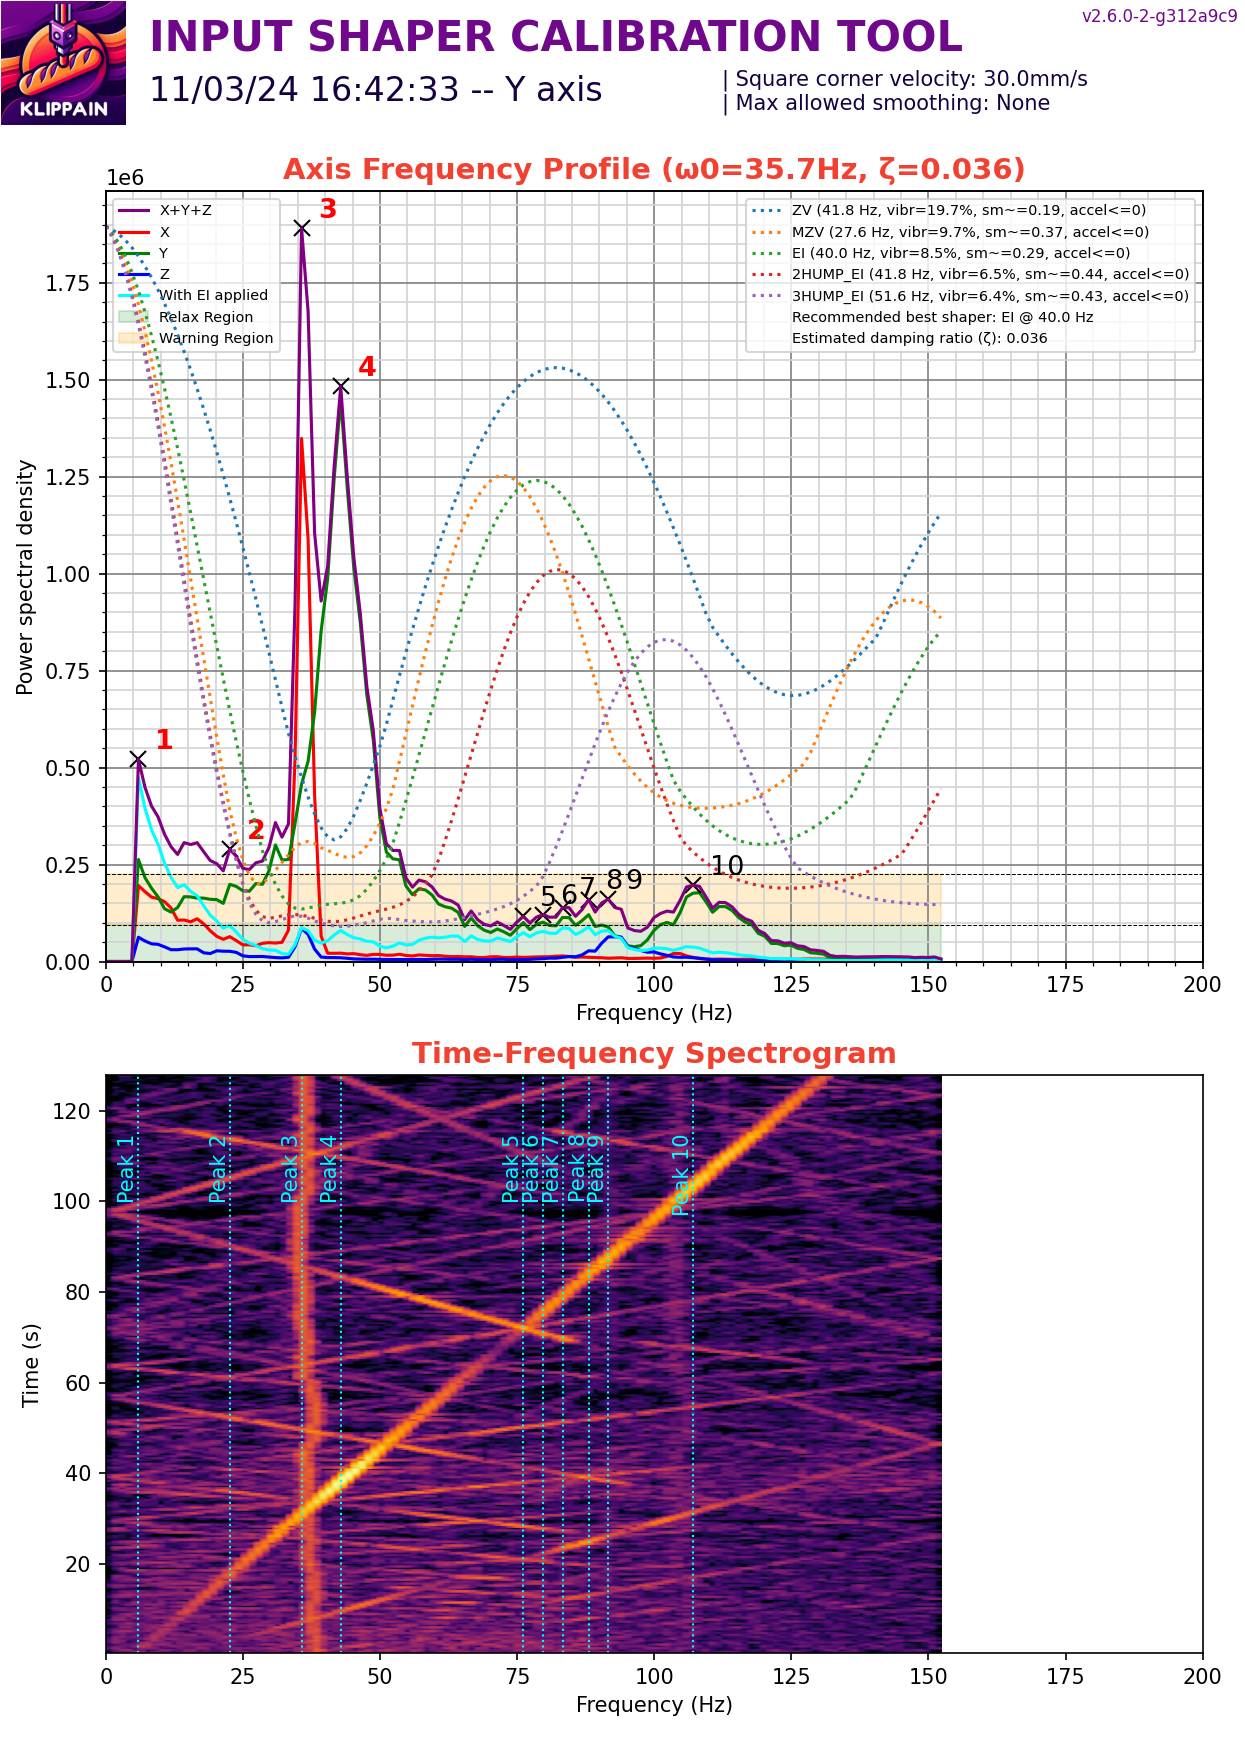 v2.6.0-2-g312a9c9
INPUT SHAPER CALIBRATION TOOL
11/03/24 16:42:33 -- Y axis
| Square corner velocity: 30.0mm/s
| Max allowed smoothing: None
KLIPPAIN
Axis Frequency Profile (ω0=35.7Hz, ζ=0.036)
1e6
X+Y+Z
X
Y
Z
With EI applied
Relax Region
Warning Region
ZV (41.8 Hz, vibr=19.7%, sm~=0.19, accel<=0)
MZV (27.6 Hz, vibr=9.7%, sm~=0.37, accel<=0)
EI (40.0 Hz, vibr=8.5%, sm~=0.29, accel<=0)
2HUMP_EI (41.8 Hz, vibr=6.5%, sm~=0.44, accel<=0)
3HUMP_EI (51.6 Hz, vibr=6.4%, sm~=0.43, accel<=0)
Recommended best shaper: EI @ 40.0 Hz
Estimated damping ratio (ζ): 0.036
3
4
1
2
5 6 7 8 9 10
Power spectral density
1.75
1.50
1.25
1.00
0.75
0.50
0.25
0.00
0 25 50 75 100 125 150 175 200
Frequency (Hz)
Time-Frequency Spectrogram
Peak 1
Peak 2
Peak 3
Peak 4
Peak 5
Peak 6
Peak 7
Peak 8
Peak 9
Peak 10
Time (s)
120
100
80
60
40
20
0 25 50 75 100 125 150 175 200
Frequency (Hz)